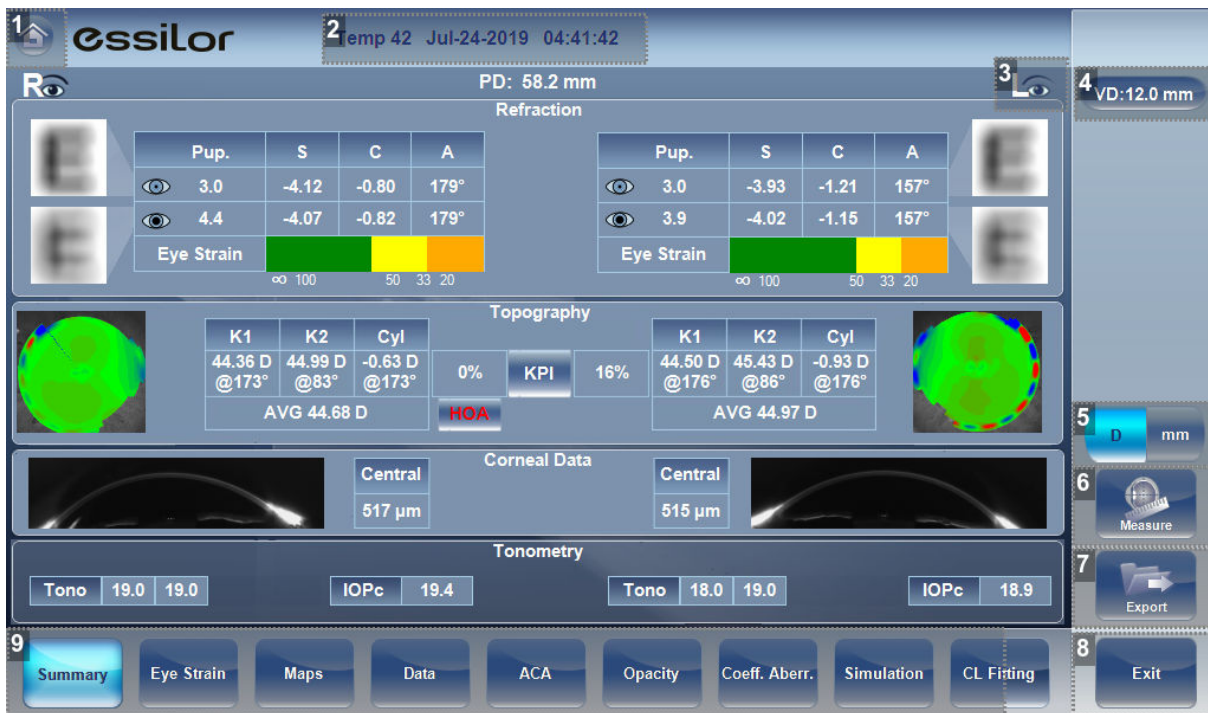 1
essilor
2
Temp 42 Jul-24-2019 04:41:42
R
PD: 58.2 mm
3
L
4
VD:12.0 mm
Refraction
Pup. S C A
3.0 -4.12 -0.80 179°
4.4 -4.07 -0.82 179°
Eye Strain
∞ 100 50 33 20
Pup. S C A
3.0 -3.93 -1.21 157°
3.9 -4.02 -1.15 157°
Eye Strain
∞ 100 50 33 20
E
E
E
E
Topography
K1 K2 Cyl
44.36 D 44.99 D -0.63 D
@173° @83° @173°
AVG 44.68 D
0% KPI 16%
HOA
K1 K2 Cyl
44.50 D 45.43 D -0.93 D
@176° @86° @176°
AVG 44.97 D
5
D mm
Corneal Data
Central
517 µm
Central
515 µm
6
Measure
Tonometry
Tono 19.0 19.0 IOPc 19.4
Tono 18.0 19.0 IOPc 18.9
7
Export
9
Summary Eye Strain Maps Data ACA Opacity Coeff. Aberr. Simulation CL Fitting
8
Exit